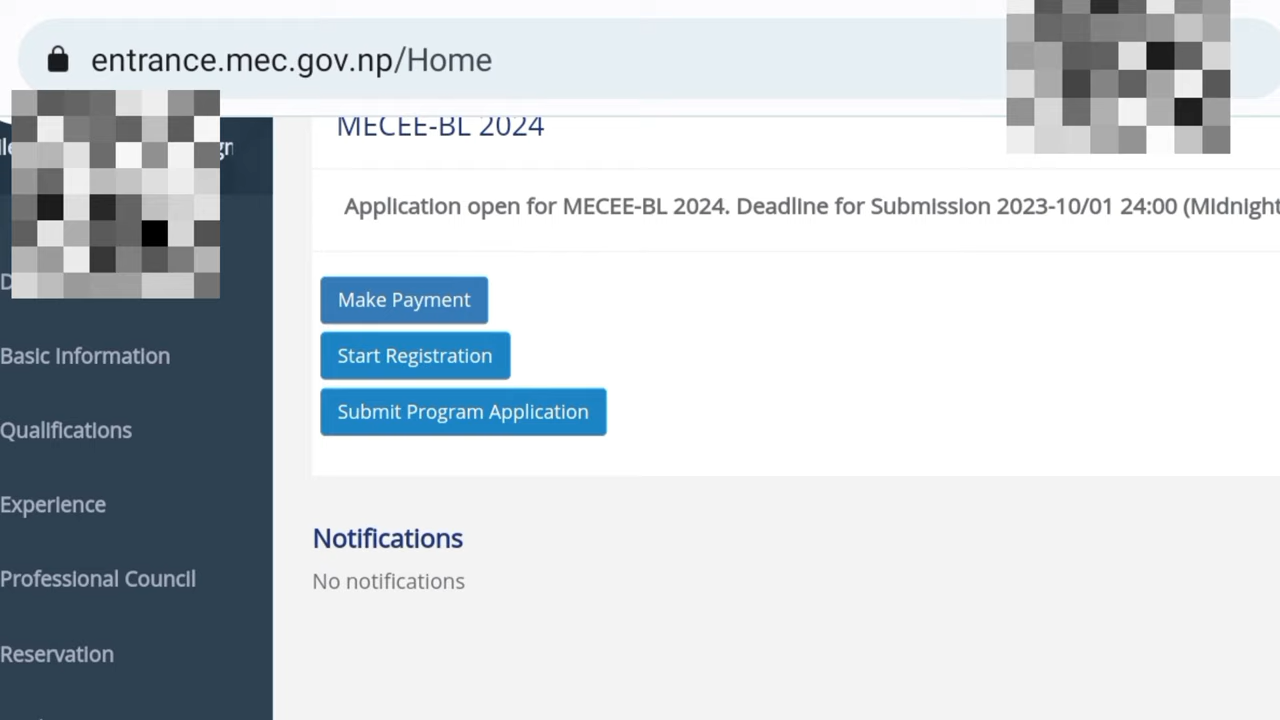 entrance.mec.gov.np/Home
MECEE-BL 2024
Application open for MECEE-BL 2024. Deadline for Submission 2023-10/01 24:00 (Midnight
Make Payment
Start Registration
Submit Program Application
Basic Information
Qualifications
Experience
Professional Council
Reservation
Notifications
No notifications